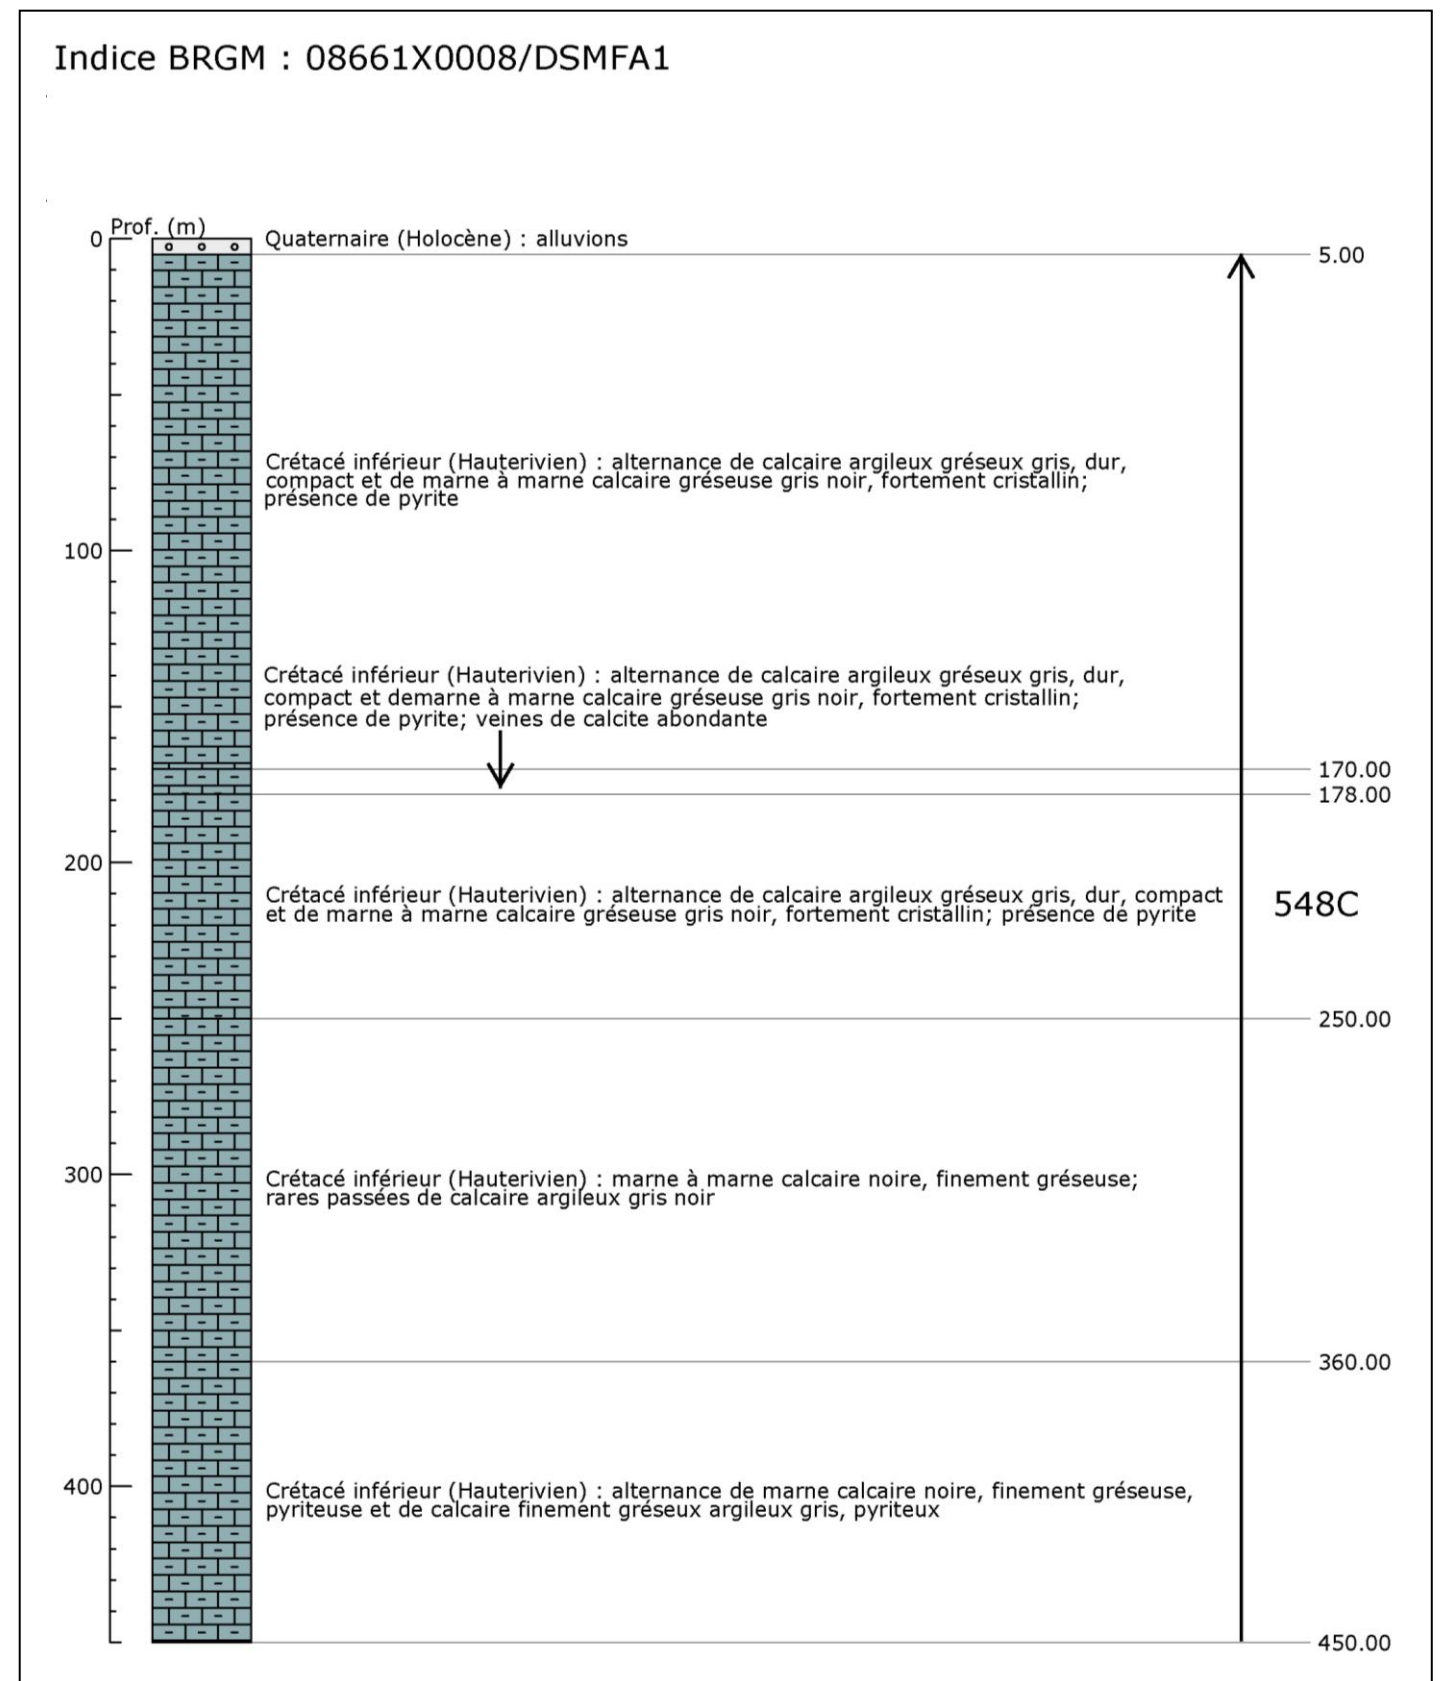 Indice BRGM : 08661X0008/DSMFA1
Prof. (m)
0
Quaternaire (Holocène) : alluvions
5.00
Crétacé inférieur (Hauterivien) : alternance de calcaire argileux gréseux gris, dur,
compact et de marne à marne calcaire gréseuse gris noir, fortement cristallin;
présence de pyrite
100
Crétacé inférieur (Hauterivien) : alternance de calcaire argileux gréseux gris, dur,
compact et demarne à marne calcaire gréseuse gris noir, fortement cristallin;
présence de pyrite; veines de calcite abondante
170.00
178.00
200
Crétacé inférieur (Hauterivien) : alternance de calcaire argileux gréseux gris, dur, compact
et de marne à marne calcaire gréseuse gris noir, fortement cristallin; présence de pyrite
548C
250.00
300
Crétacé inférieur (Hauterivien) : marne à marne calcaire noire, finement gréseuse;
rares passées de calcaire argileux gris noir
360.00
400
Crétacé inférieur (Hauterivien) : alternance de marne calcaire noire, finement gréseuse,
pyriteuse et de calcaire finement gréseux argileux gris, pyriteux
450.00